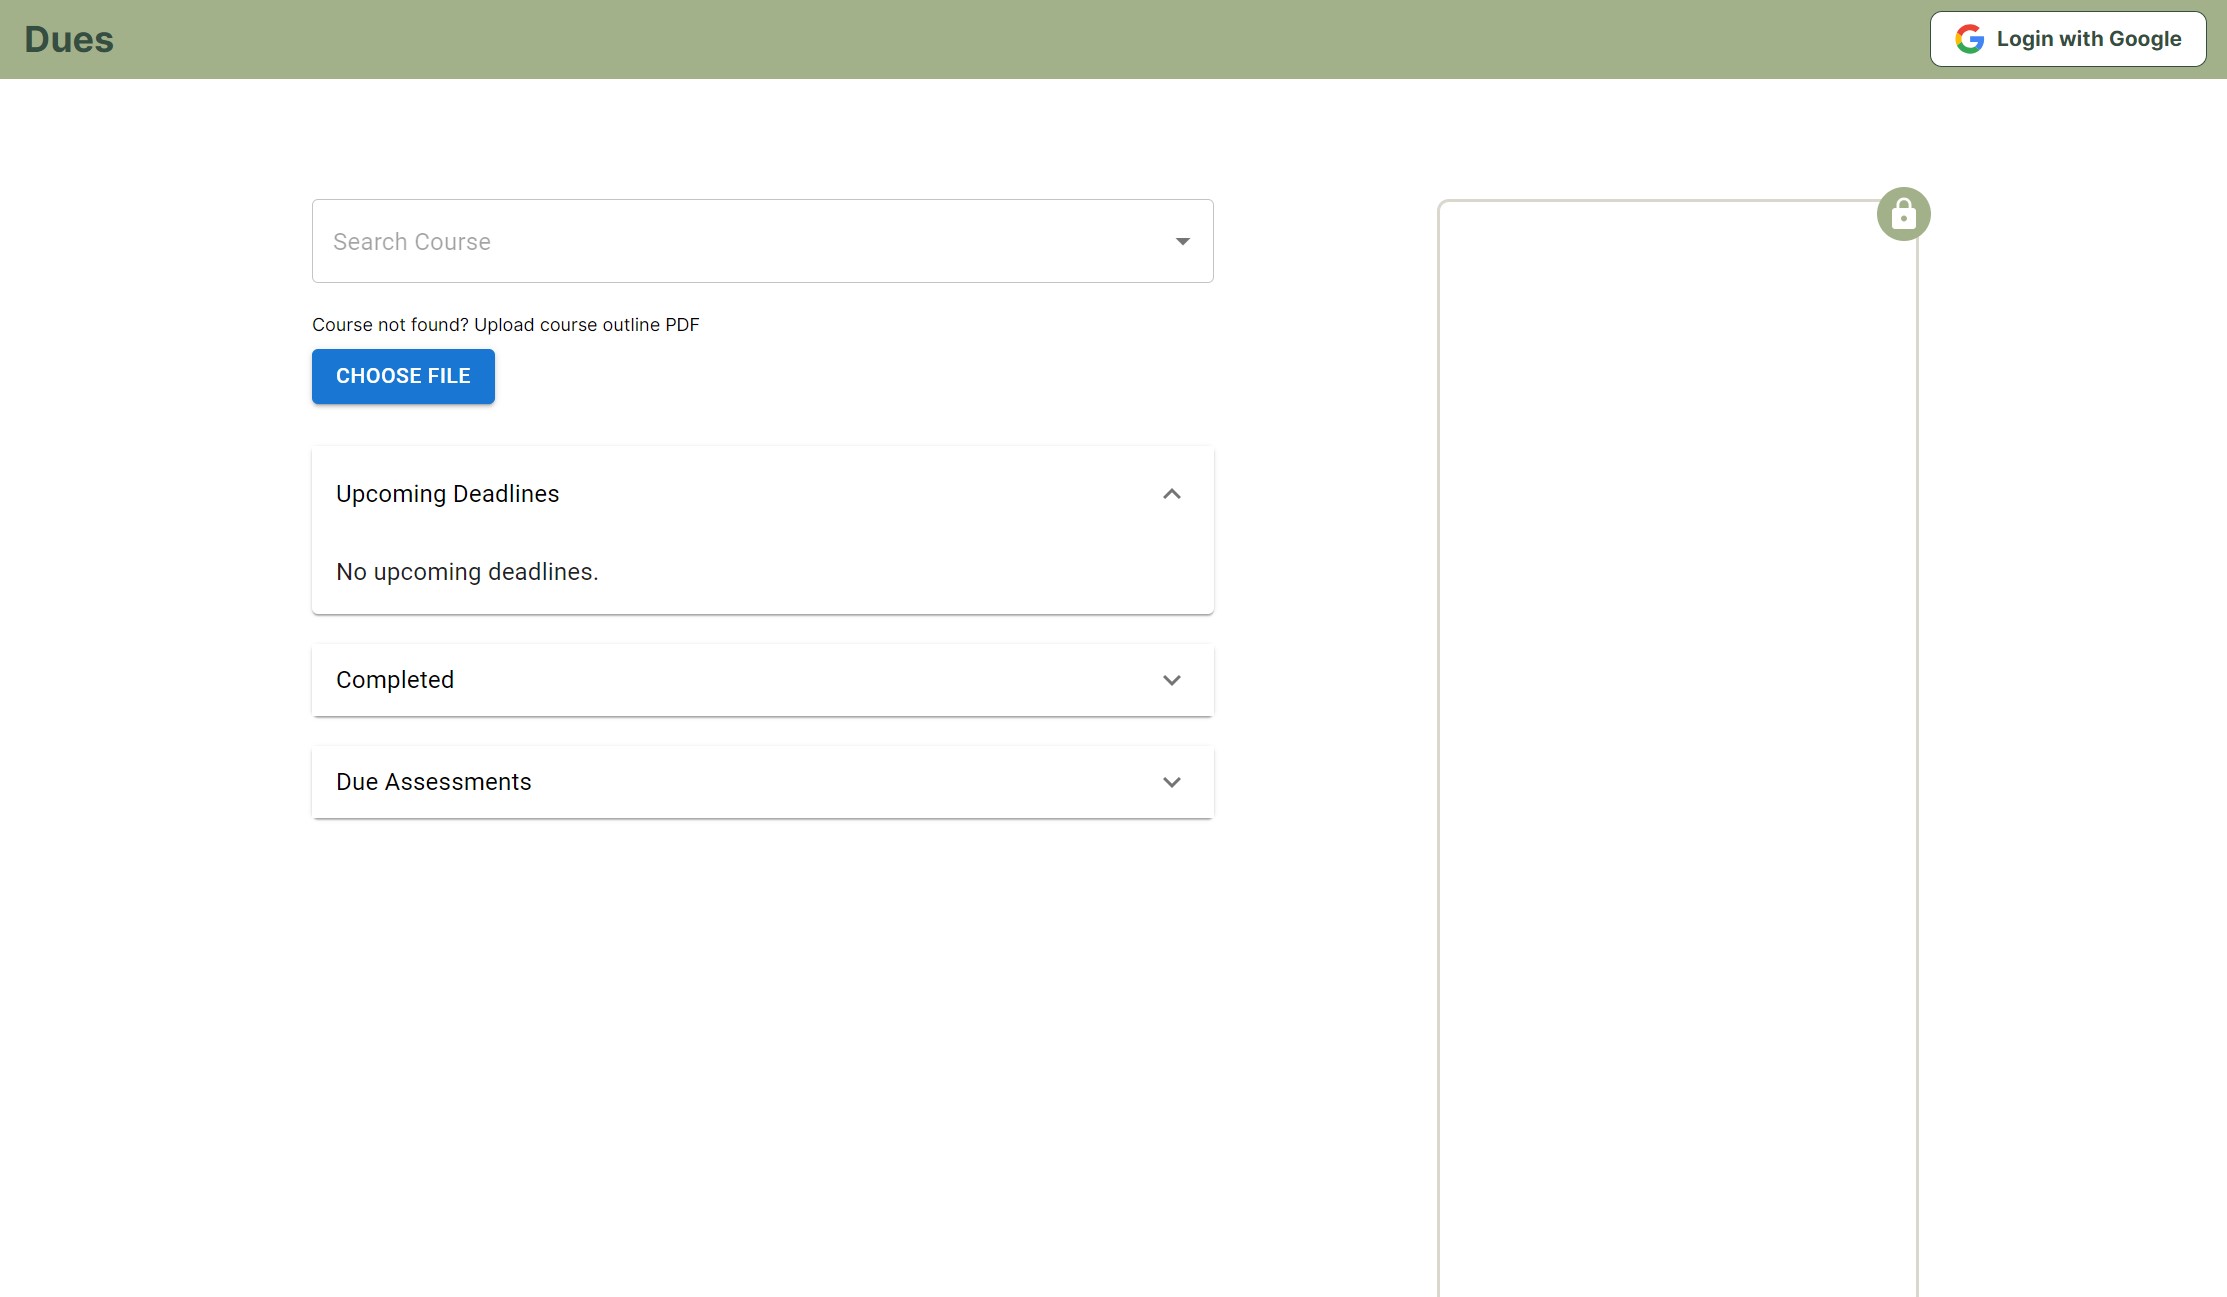 Dues
Login with Google
Search Course
Course not found? Upload course outline PDF
CHOOSE FILE
Upcoming Deadlines
No upcoming deadlines.
Completed
Due Assessments